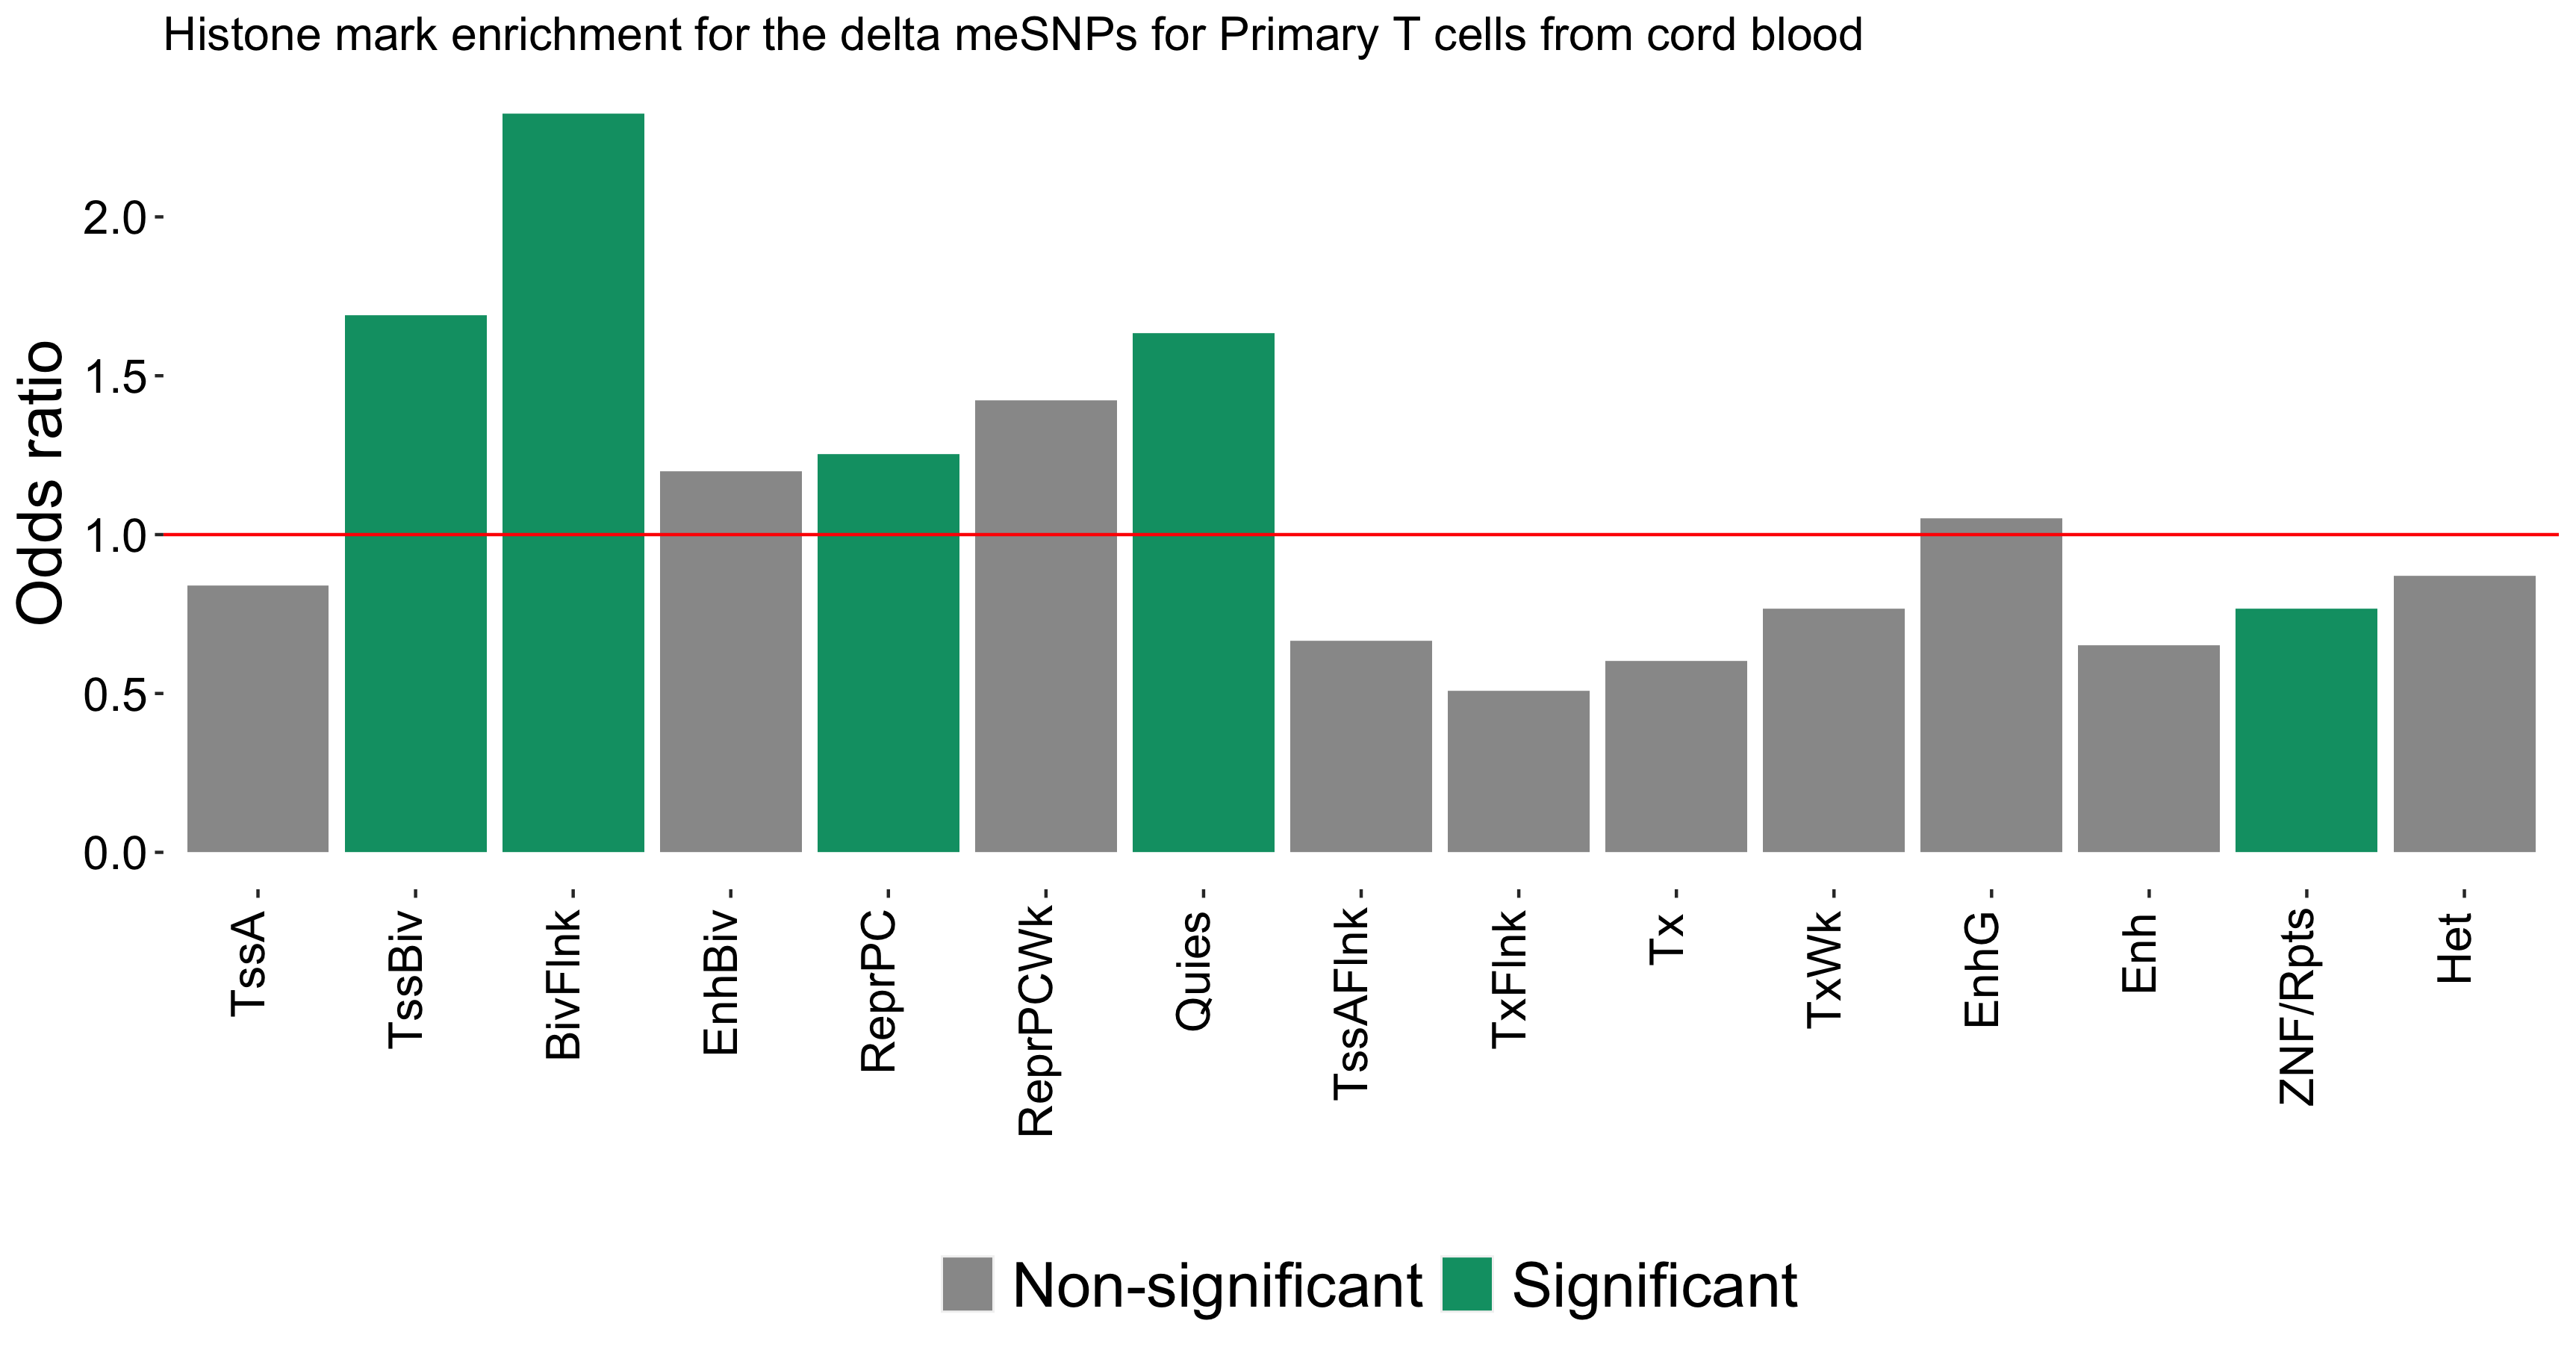 Histone mark enrichment for the delta meSNPs for Primary T cells from cord blood
Odds ratio
2.0
1.5
1.0
0.5
0.0
TssA
TssBiv
BivFlnk
EnhBiv
ReprPC
ReprPCWk
Quies
TssAFlnk
TxFlnk
Tx
TxWk
EnhG
Enh
ZNF/Rpts
Het
Non-significant Significant